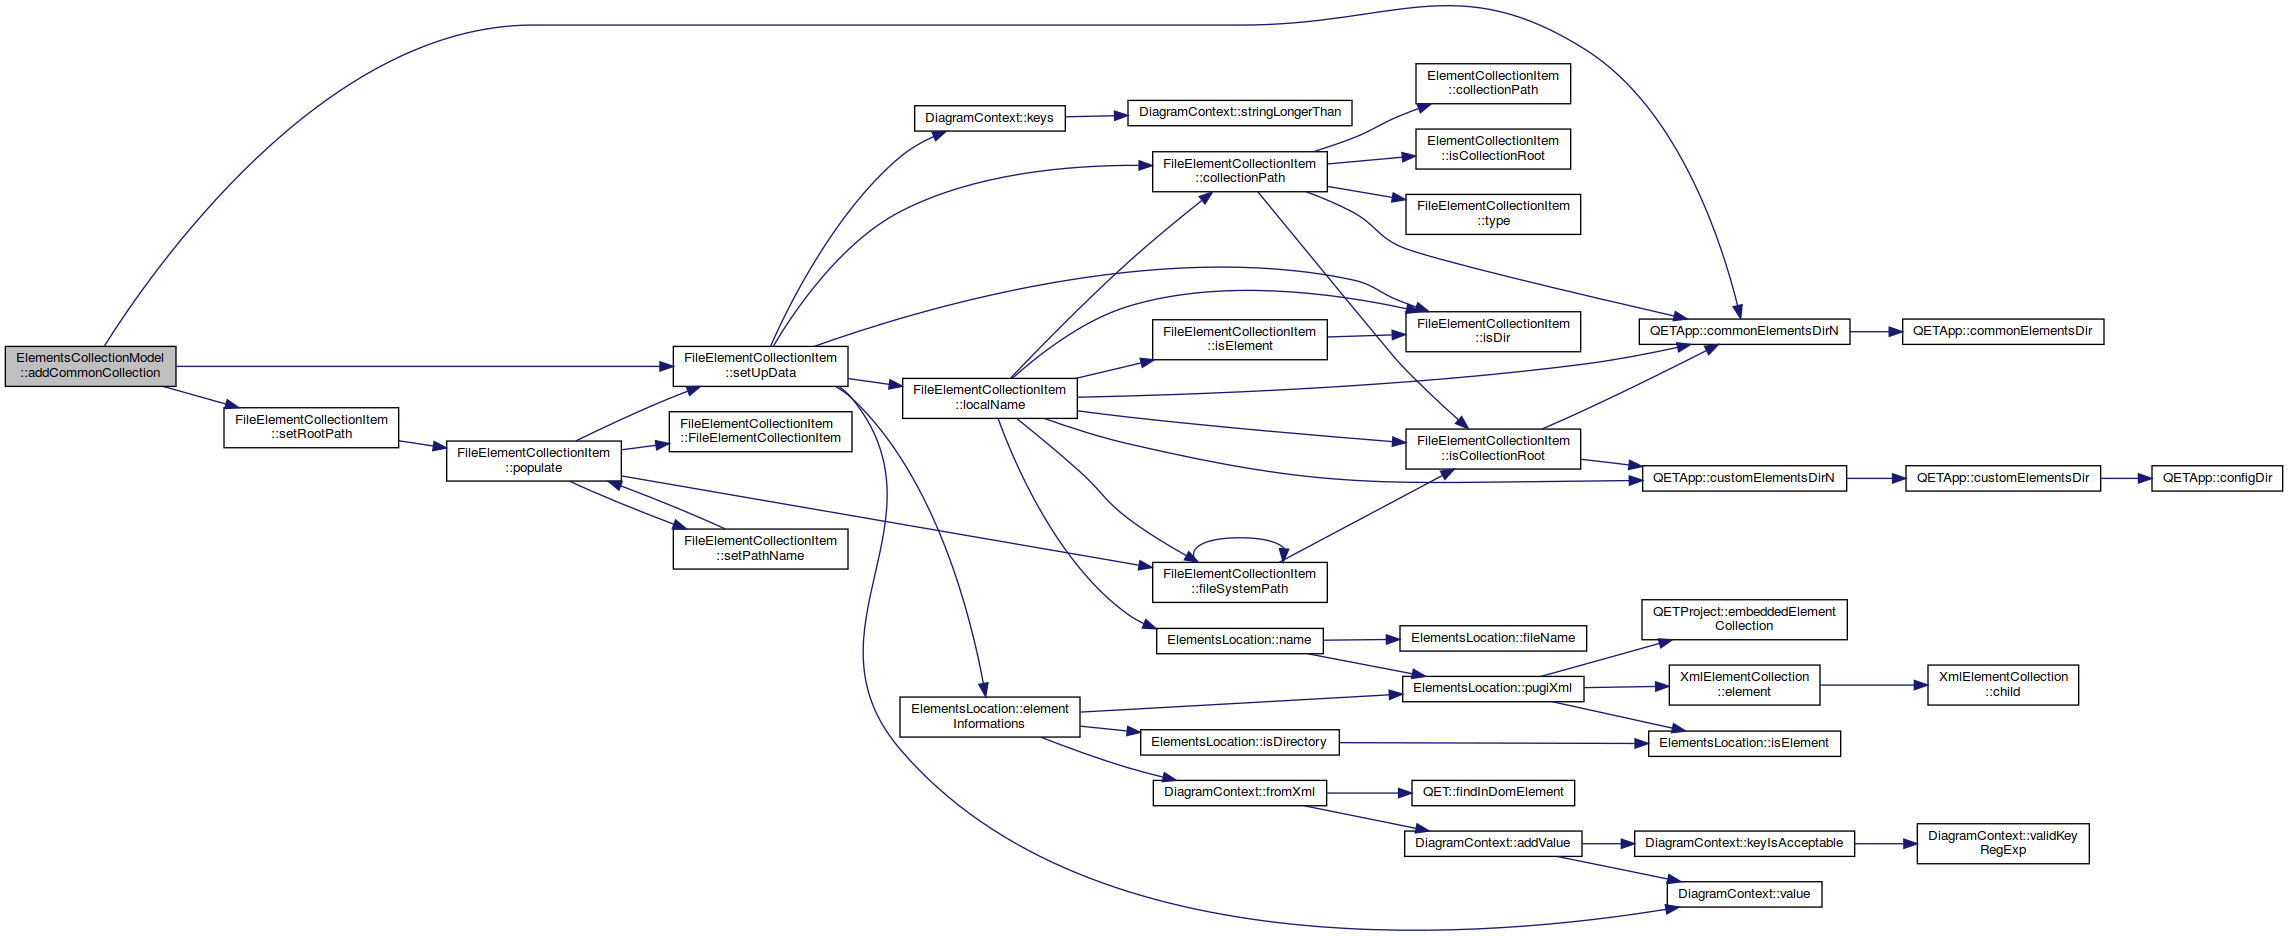 ElementsCollectionModel
::addCommonCollection
FileElementCollectionItem
::setRootPath
FileElementCollectionItem
::populate
FileElementCollectionItem
::setUpData
FileElementCollectionItem
::FileElementCollectionItem
FileElementCollectionItem
::setPathName
DiagramContext::keys
FileElementCollectionItem
::localName
ElementsLocation::element
Informations
DiagramContext::stringLongerThan
FileElementCollectionItem
::collectionPath
FileElementCollectionItem
::isElement
FileElementCollectionItem
::fileSystemPath
ElementsLocation::name
ElementsLocation::isDirectory
DiagramContext::fromXml
ElementCollectionItem
::collectionPath
ElementCollectionItem
::isCollectionRoot
FileElementCollectionItem
::type
FileElementCollectionItem
::isDir
FileElementCollectionItem
::isCollectionRoot
ElementsLocation::fileName
ElementsLocation::pugiXml
QET::findInDomElement
DiagramContext::addValue
QETApp::commonElementsDirN
QETApp::customElementsDirN
QETProject::embeddedElement
Collection
XmlElementCollection
::element
ElementsLocation::isElement
DiagramContext::keyIsAcceptable
DiagramContext::value
QETApp::commonElementsDir
QETApp::customElementsDir
XmlElementCollection
::child
DiagramContext::validKey
RegExp
QETApp::configDir